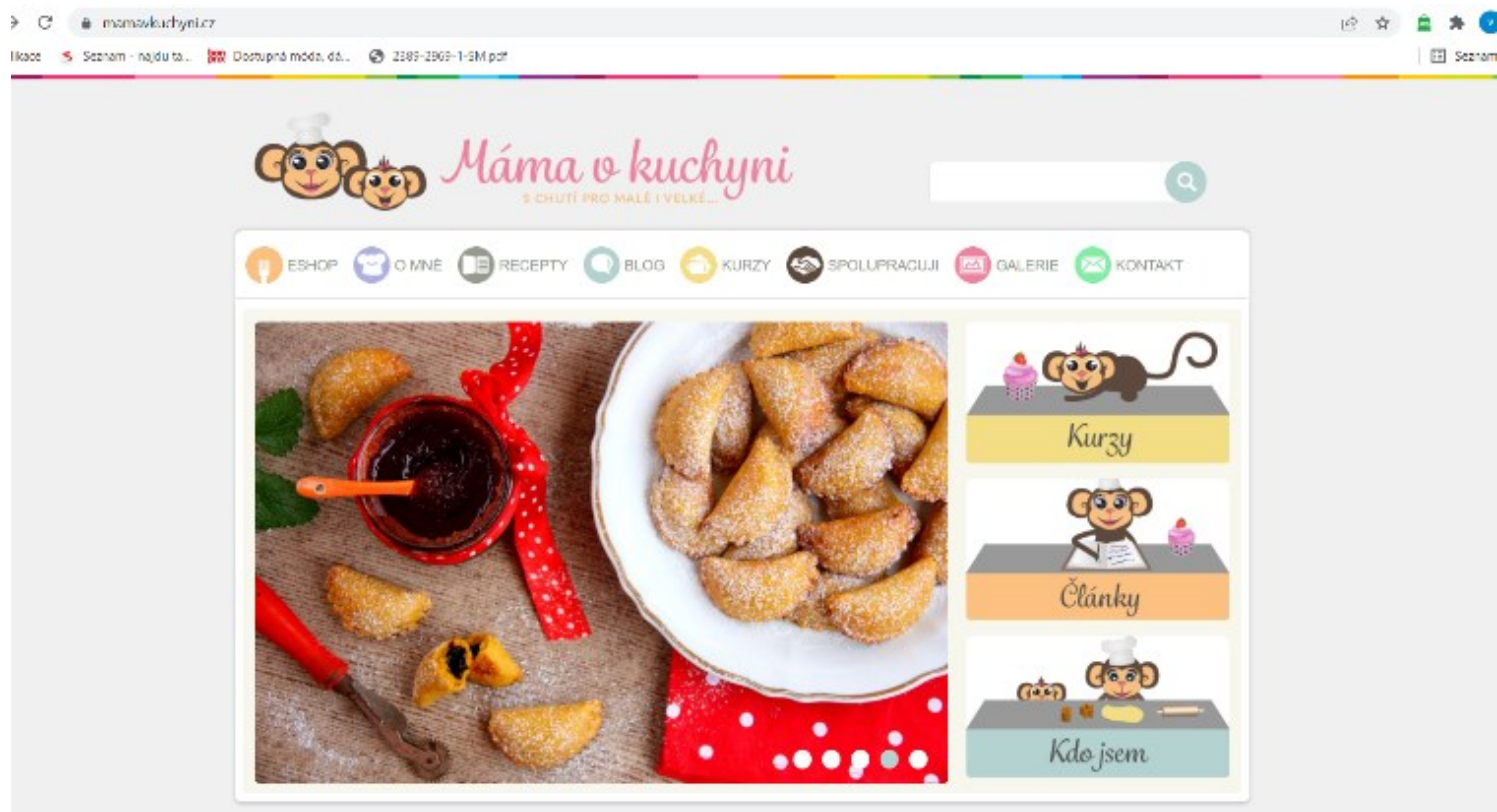 mamavkuchyni.cz
likace Seznam - najdu ta... Dostupná móda, dá... 2389-2969-1-SM.pdf Seznam
Máma v kuchyni
S CHUTÍ PRO MALÉ I VELKÉ...
ESHOP O MNĚ RECEPTY BLOG KURZY SPOLUPRACUJI GALERIE KONTAKT
Kurzy
Články
Kdo jsem